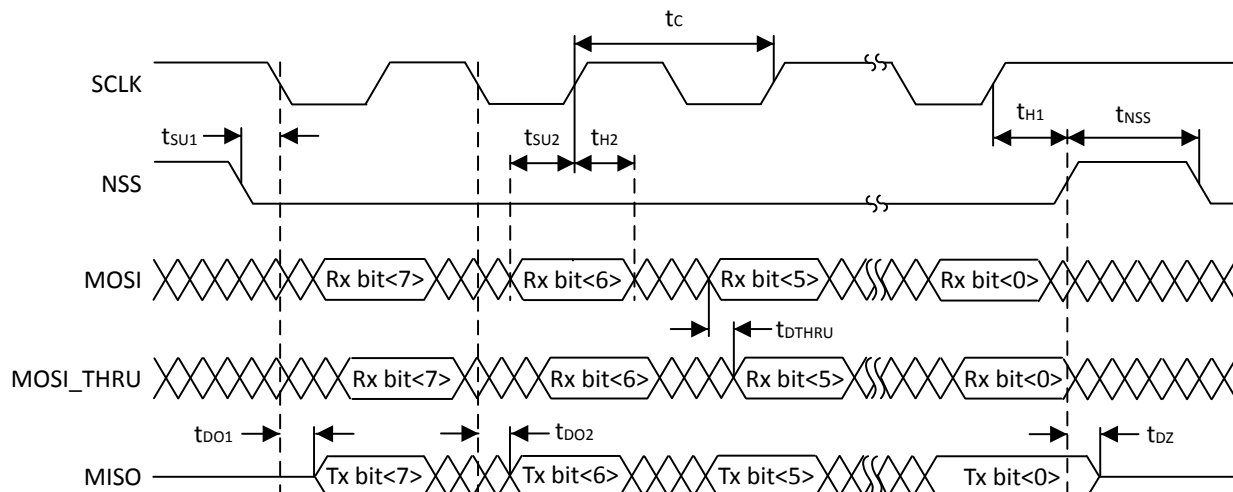 tC
SCLK
tSU1
tSU2
tH2
tH1
tNSS
NSS
MOSI
Rx bit<7>
Rx bit<6>
Rx bit<5>
Rx bit<0>
tDTHRU
MOSI_THRU
Rx bit<7>
Rx bit<6>
Rx bit<5>
Rx bit<0>
tDO1
tDO2
tDZ
MISO
Tx bit<7>
Tx bit<6>
Tx bit<5>
Tx bit<0>